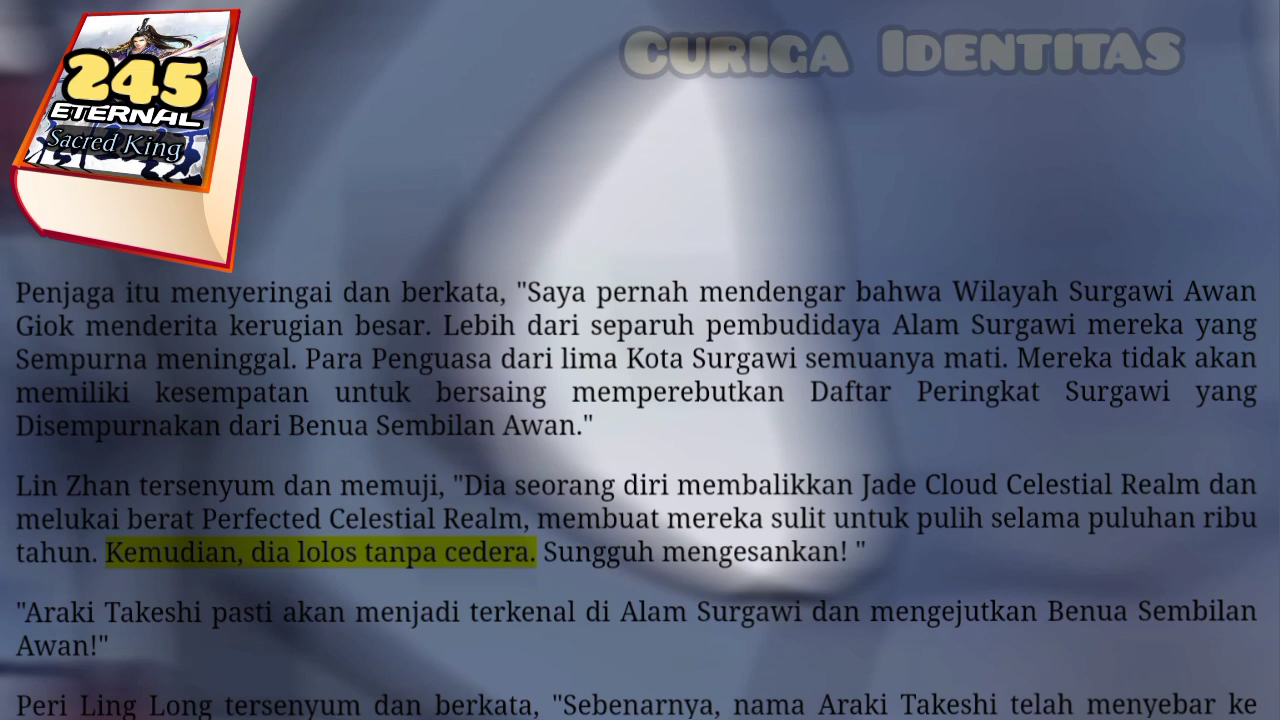 245
ETERNAL
Sacred King
Curiga Identitas
Penjaga itu menyeringai dan berkata, "Saya pernah mendengar bahwa Wilayah Surgawi Awan
Giok menderita kerugian besar. Lebih dari separuh pembudidaya Alam Surgawi mereka yang
Sempurna meninggal. Para Penguasa dari lima Kota Surgawi semuanya mati. Mereka tidak akan
memiliki kesempatan untuk bersaing memperebutkan Daftar Peringkat Surgawi yang
Disempurnakan dari Benua Sembilan Awan."
Lin Zhan tersenyum dan memuji, "Dia seorang diri membalikkan Jade Cloud Celestial Realm dan
melukai berat Perfected Celestial Realm, membuat mereka sulit untuk pulih selama puluhan ribu
tahun. Kemudian, dia lolos tanpa cedera. Sungguh mengesankan! "
"Araki Takeshi pasti akan menjadi terkenal di Alam Surgawi dan mengejutkan Benua Sembilan
Awan!"
Peri Ling Long tersenyum dan berkata, "Sebenarnya, nama Araki Takeshi telah menyebar ke